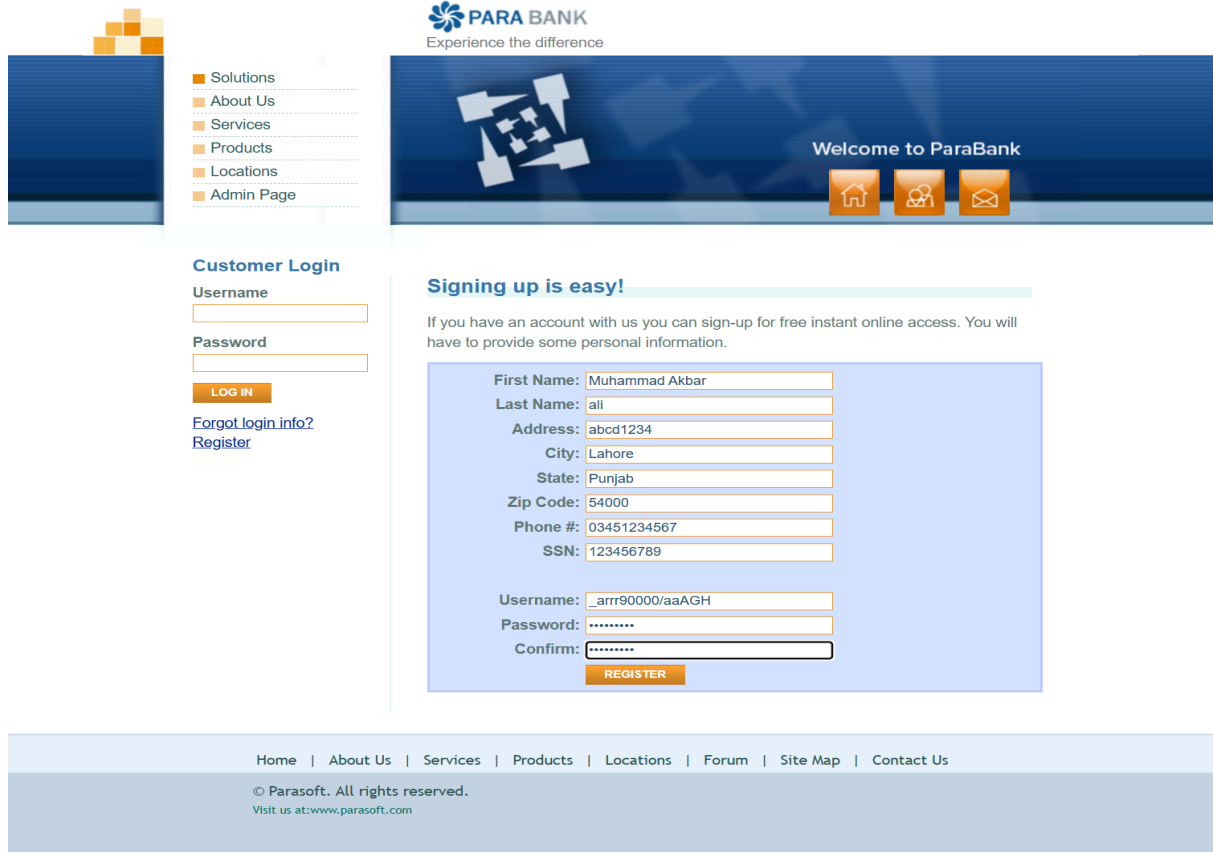 PARA BANK
Experience the difference
Solutions
About Us
Services
Products
Locations
Admin Page
Welcome to ParaBank
Customer Login
Username
Password
LOG IN
Forgot login info?
Register
Signing up is easy!
If you have an account with us you can sign-up for free instant online access. You will
have to provide some personal information.
First Name: Muhammad Akbar
Last Name: ali
Address: abcd1234
City: Lahore
State: Punjab
Zip Code: 54000
Phone #: 03451234567
SSN: 123456789
Username: _arrr90000/aaAGH
Password: •••••••••
Confirm: •••••••••
REGISTER
Home | About Us | Services | Products | Locations | Forum | Site Map | Contact Us
© Parasoft. All rights reserved.
Visit us at:www.parasoft.com